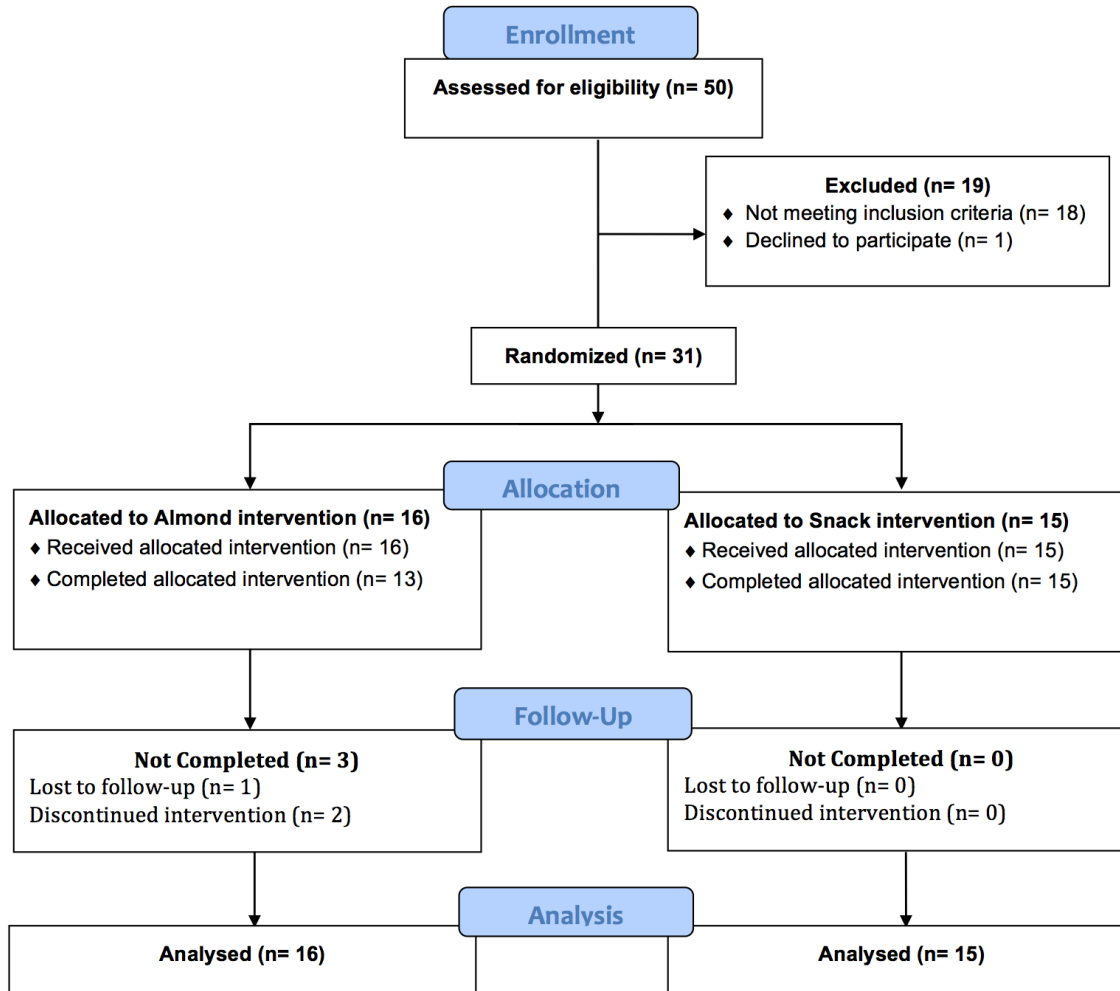 Enrollment
Assessed for eligibility (n= 50)
Excluded (n= 19)
♦ Not meeting inclusion criteria (n= 18)
♦ Declined to participate (n= 1)
Randomized (n= 31)
Allocation
Allocated to Almond intervention (n= 16)
♦ Received allocated intervention (n= 16)
♦ Completed allocated intervention (n= 13)
Allocated to Snack intervention (n= 15)
♦ Received allocated intervention (n= 15)
♦ Completed allocated intervention (n= 15)
Follow-Up
Not Completed (n= 3)
Lost to follow-up (n= 1)
Discontinued intervention (n= 2)
Not Completed (n= 0)
Lost to follow-up (n= 0)
Discontinued intervention (n= 0)
Analysis
Analysed (n= 16)
Analysed (n= 15)